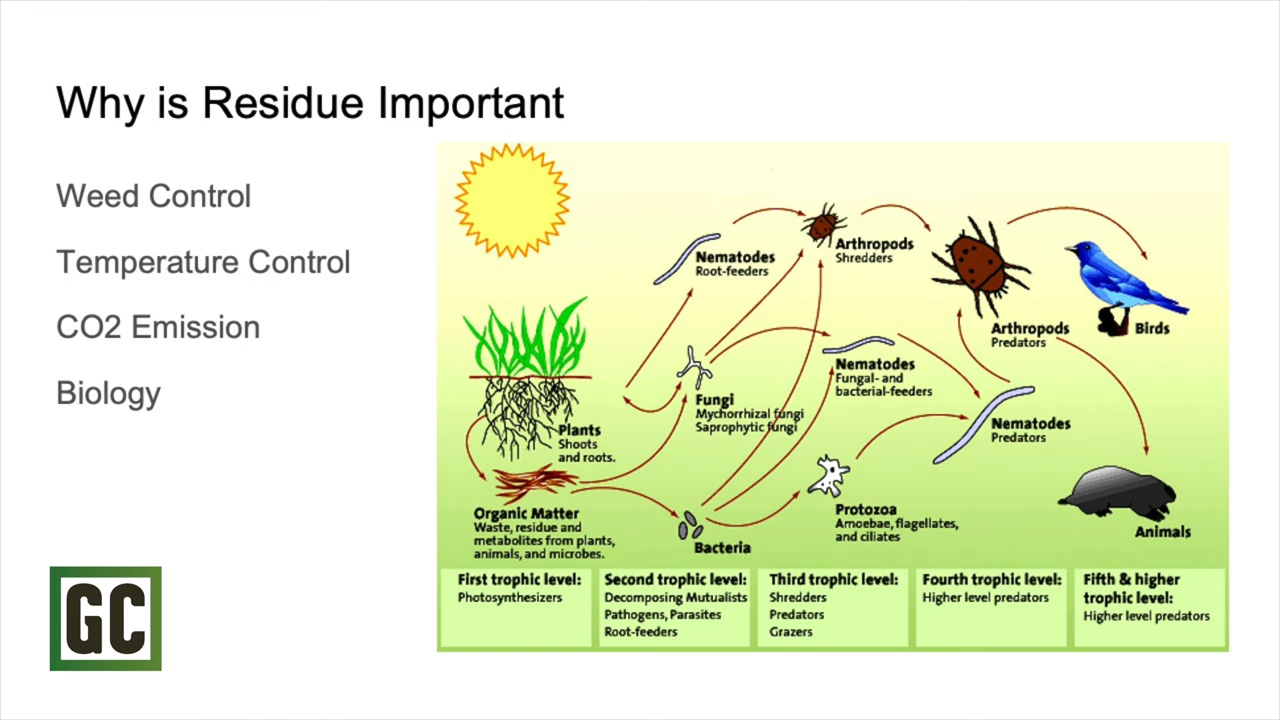 Why is Residue Important
Weed Control
Temperature Control
CO2 Emission
Biology
Nematodes
Root-feeders
Arthropods
Shredders
Arthropods
Predators
Birds
Plants
Shoots
and roots.
Fungi
Mychorrhizal fungi
Saprophytic fungi
Nematodes
Fungal- and
bacterial-feeders
Nematodes
Predators
Organic Matter
Waste, residue and
metabolites from plants,
animals, and microbes.
Bacteria
Protozoa
Amoebae, flagellates,
and ciliates
Animals
First trophic level:
Photosynthesizers
Second trophic level:
Decomposing Mutualists
Pathogens, Parasites
Root-feeders
Third trophic level:
Shredders
Predators
Grazers
Fourth trophic level:
Higher level predators
Fifth & higher
trophic level:
Higher level predators
GC